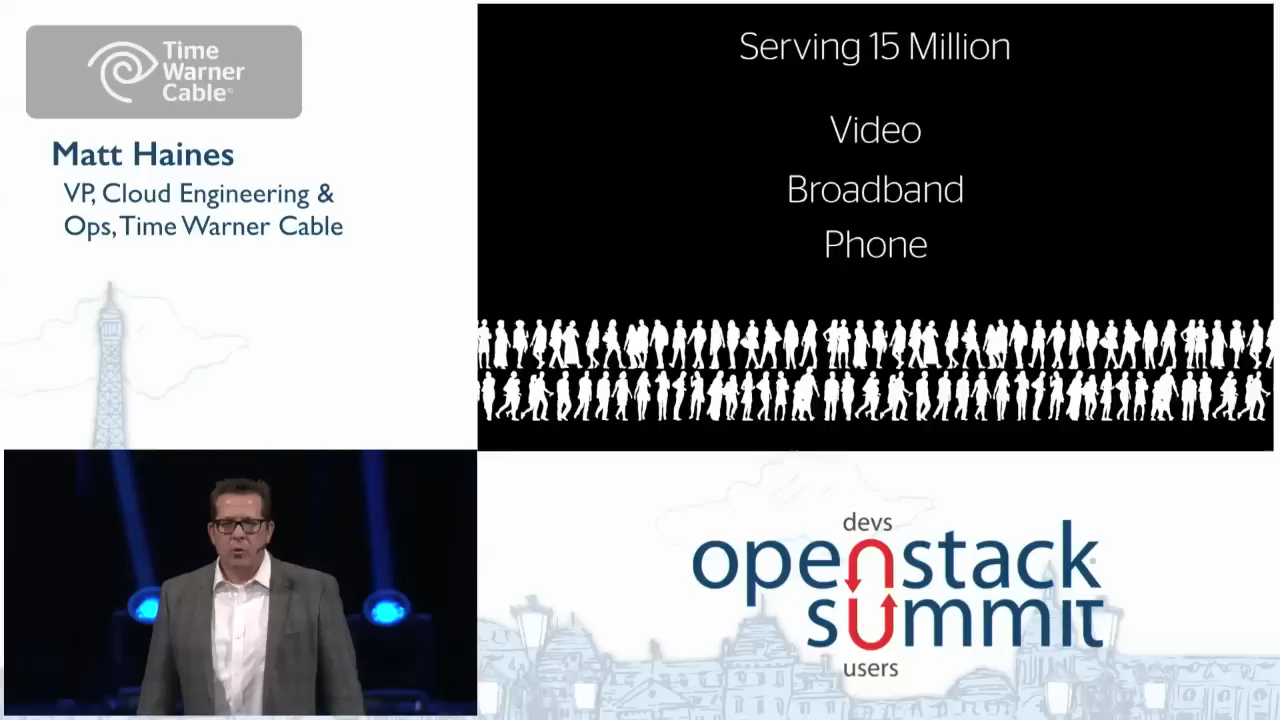 Time
Warner
Cable®
Matt Haines
VP, Cloud Engineering &
Ops, Time Warner Cable
Serving 15 Million
Video
Broadband
Phone
devs
openstack
summit
users